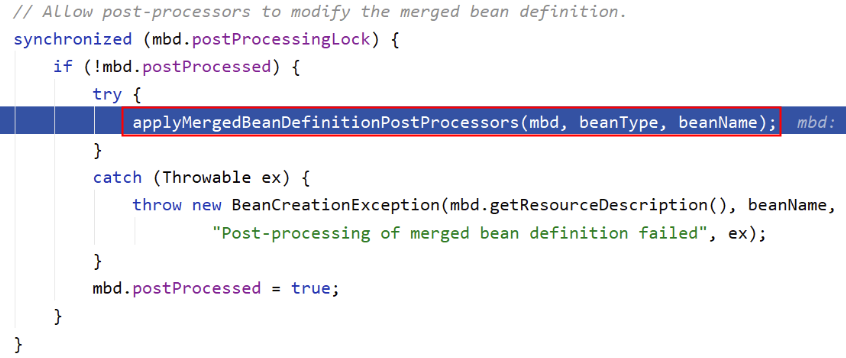 // Allow post-processors to modify the merged bean definition.
synchronized (mbd.postProcessingLock) {
    if (!mbd.postProcessed) {
        try {
            applyMergedBeanDefinitionPostProcessors(mbd, beanType, beanName);  mbd:
        }
        catch (Throwable ex) {
            throw new BeanCreationException(mbd.getResourceDescription(), beanName,
                    "Post-processing of merged bean definition failed", ex);
        }
        mbd.postProcessed = true;
    }
}